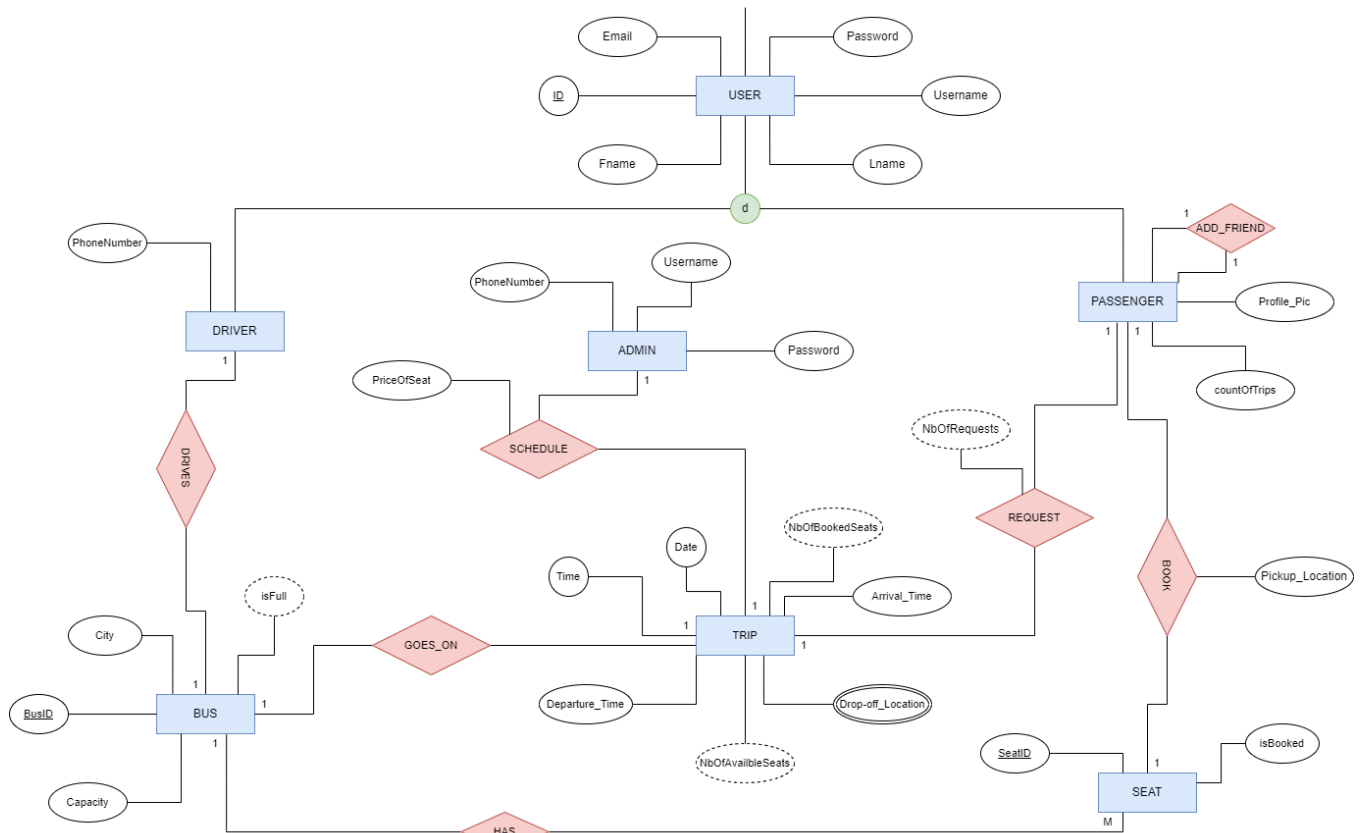 Email
Password
USER
ID
Username
Fname
Lname
d
PhoneNumber
1
ADD_FRIEND
1
Username
PhoneNumber
PASSENGER
Profile_Pic
DRIVER
1
1
1
ADMIN
Password
1
PriceOfSeat
countOfTrips
NbOfRequests
SCHEDULE
DRIVES
REQUEST
NbOfBookedSeats
Date
Time
BOOK
Pickup_Location
isFull
Arrival_Time
1
City
1
TRIP
1
GOES_ON
1
1
BusID
BUS
Departure_Time
Drop-off_Location
1
isBooked
SeatID
NbOfAvailbleSeats
1
SEAT
Capacity
M
HAS